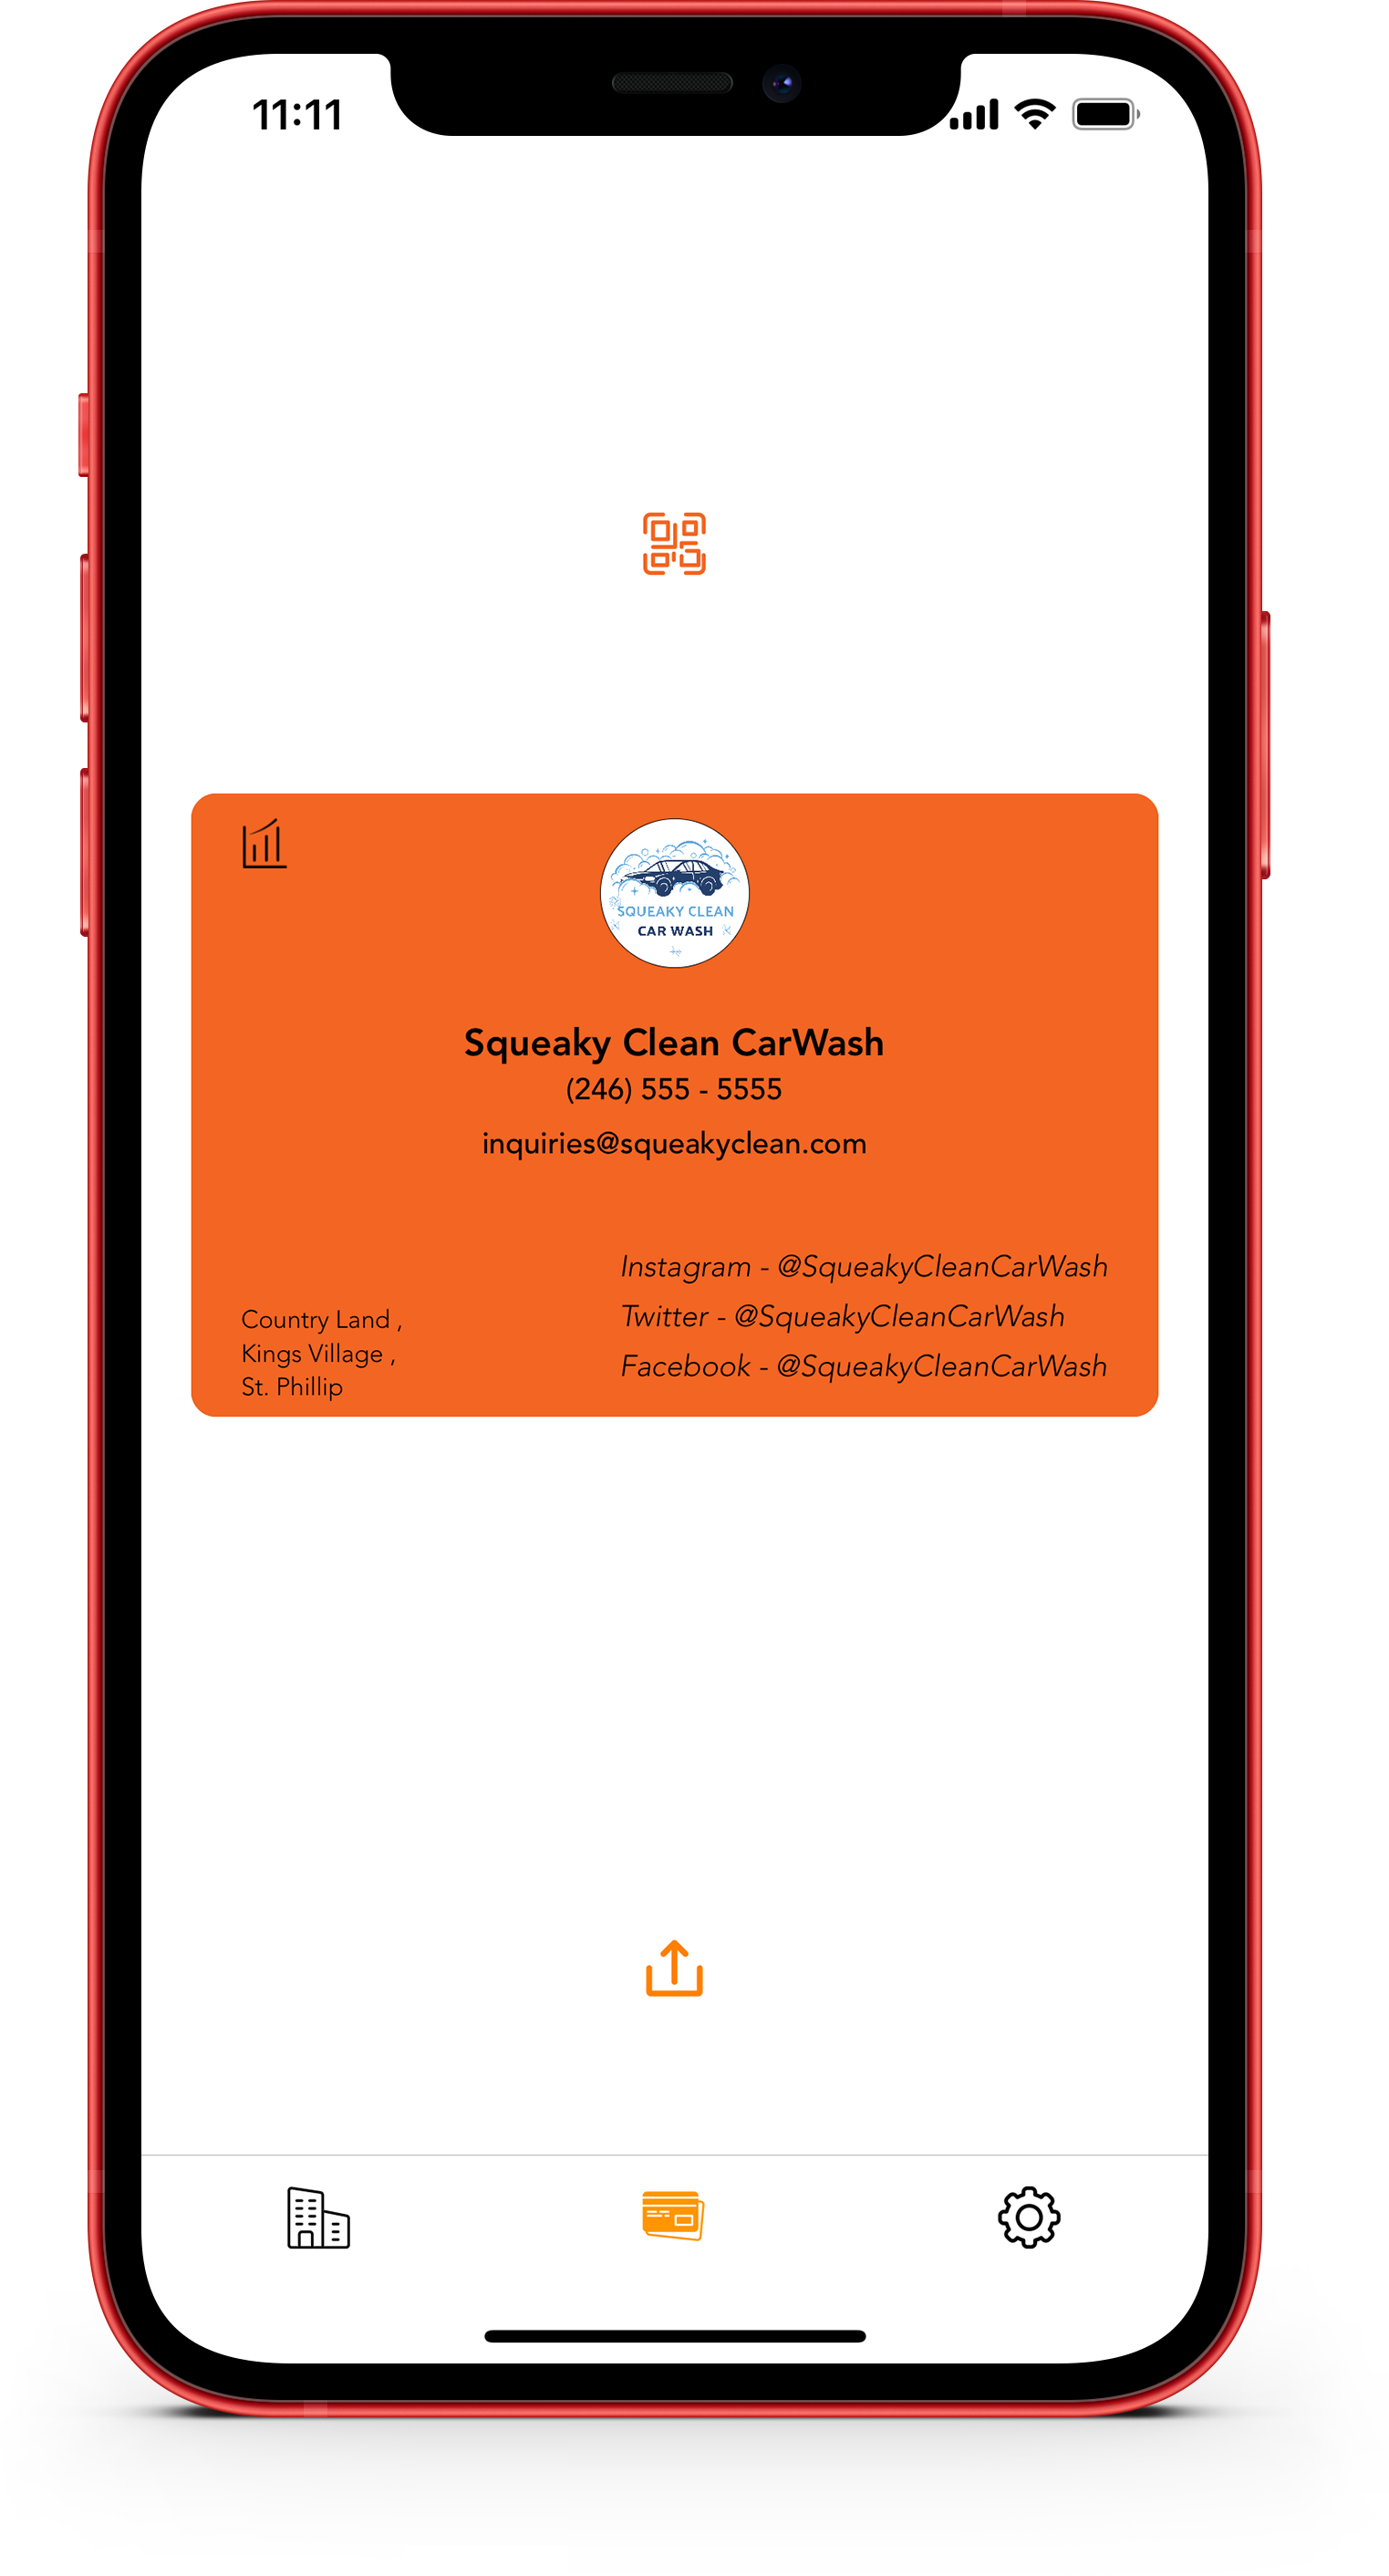 11:11
SQUEAKY CLEAN
CAR WASH
Squeaky Clean CarWash
(246) 555 - 5555
inquiries@squeakyclean.com
Instagram - @SqueakyCleanCarWash
Twitter - @SqueakyCleanCarWash
Facebook - @SqueakyCleanCarWash
Country Land ,
Kings Village ,
St. Phillip